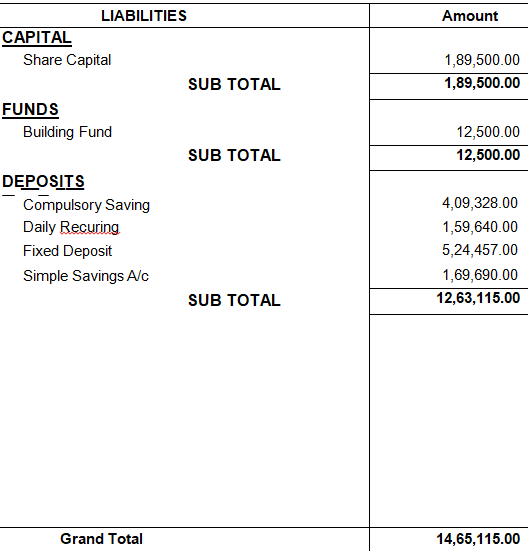 LIABILITIES Amount
CAPITAL
Share Capital 1,89,500.00
SUB TOTAL 1,89,500.00
FUNDS
Building Fund 12,500.00
SUB TOTAL 12,500.00
DEPOSITS
Compulsory Saving 4,09,328.00
Daily Recuring 1,59,640.00
Fixed Deposit 5,24,457.00
Simple Savings A/c 1,69,690.00
SUB TOTAL 12,63,115.00
Grand Total 14,65,115.00